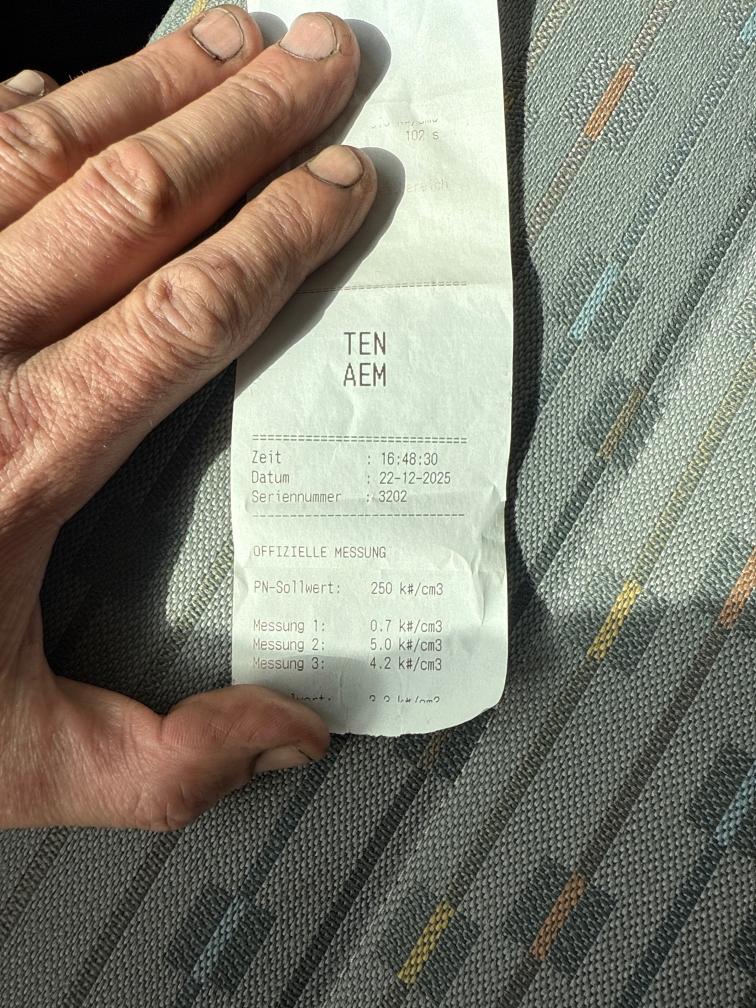 102 s
TEN
AEM
Zeit : 16:48:30
Datum : 22-12-2025
Seriennummer : 3202
OFFIZIELLE MESSUNG
PN-Sollwert: 250 k#/cm3
Messung 1: 0.7 k#/cm3
Messung 2: 5.0 k#/cm3
Messung 3: 4.2 k#/cm3